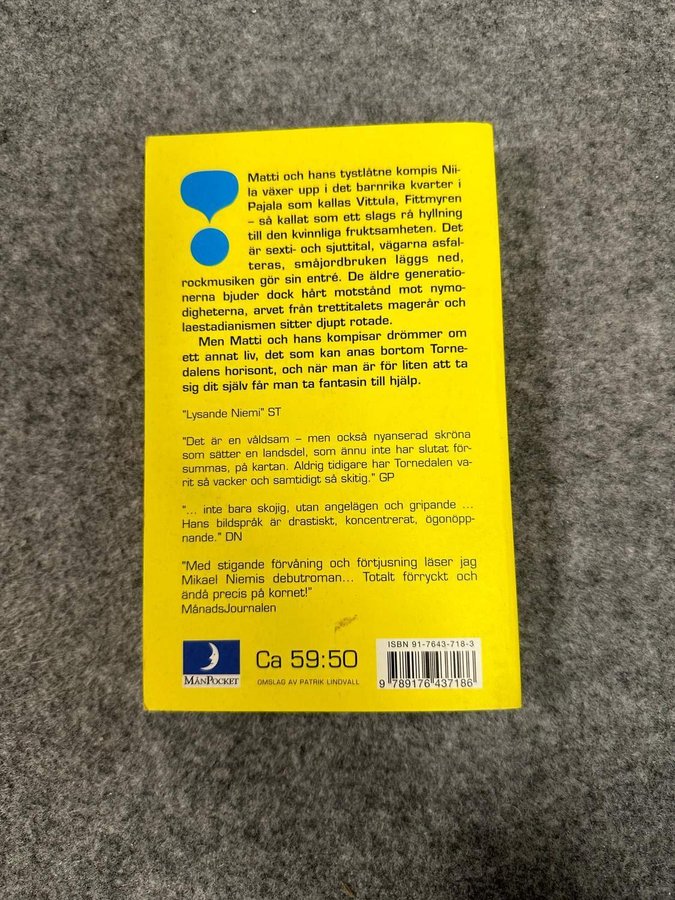 Matti och hans tystlåtne kompis Nii-
la växer upp i det barnrika kvarter i
Pajala som kallas Vittula, Fittmyren
– så kallat som ett slags rå hyllning
till den kvinnliga fruktsamheten. Det
är sexti- och sjuttital, vägarna asfal-
teras, småjordbruken läggs ned,
rockmusiken gör sin entré. De äldre generatio-
nerna bjuder dock hårt motstånd mot nymo-
digheterna, arvet från trettitalets magerår och
laestadianismen sitter djupt rotade.
Men Matti och hans kompisar drömmer om
ett annat liv, det som kan anas bortom Torne-
dalens horisont, och när man är för liten att ta
sig dit själv får man ta fantasin till hjälp.
"Lysande Niemi" ST
"Det är en våldsam – men också nyanserad skröna
som sätter en landsdel, som ännu inte har slutat för-
summas, på kartan. Aldrig tidigare har Tornedalen va-
rit så vacker och samtidigt så skitig." GP
"... inte bara skojig, utan angelägen och gripande ...
Hans bildspråk är drastiskt, koncentrerat, ögonöpp-
nande." DN
"Med stigande förvåning och förtjusning läser jag
Mikael Niemis debutroman... Totalt förryckt och
ändå precis på kornet!"
MånadsJournalen
MÅNPOCKET
Ca 59:50
OMSLAG AV PATRIK LINDVALL
ISBN 91-7643-718-3
9 789176 437186